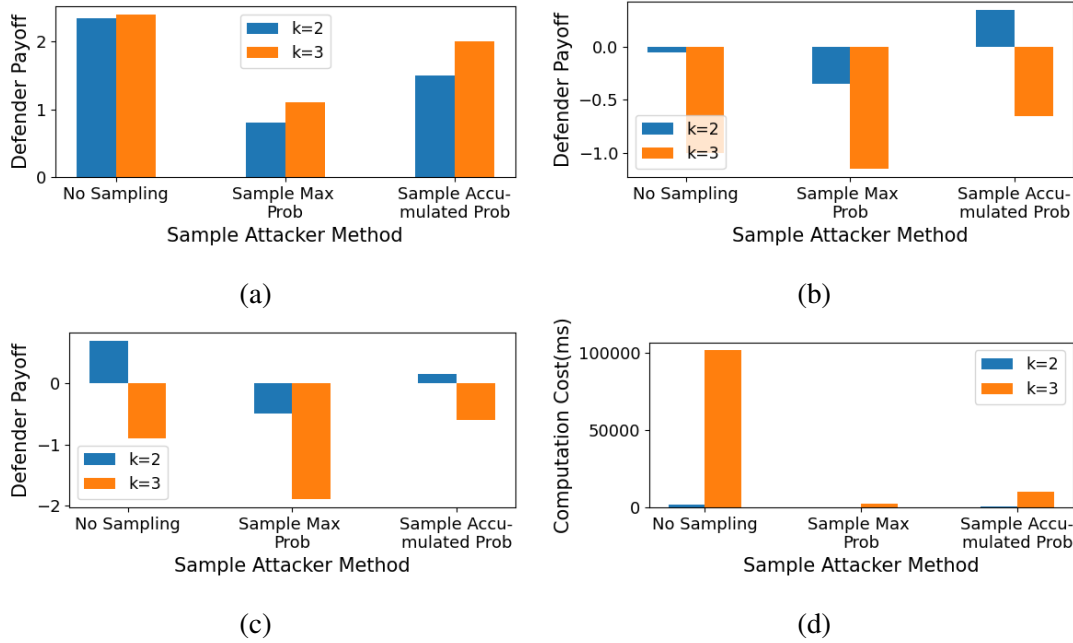 Defender Payoff
2
1
0
k=2
k=3
No Sampling
Sample Max
Prob
Sample Accu-
mulated Prob
Sample Attacker Method
(a)
Defender Payoff
0.0
−0.5
−1.0
k=2
k=3
No Sampling
Sample Max
Prob
Sample Accu-
mulated Prob
Sample Attacker Method
(b)
Defender Payoff
0
−1
−2
k=2
k=3
No Sampling
Sample Max
Prob
Sample Accu-
mulated Prob
Sample Attacker Method
(c)
Computation Cost(ms)
100000
50000
0
k=2
k=3
No Sampling
Sample Max
Prob
Sample Accu-
mulated Prob
Sample Attacker Method
(d)